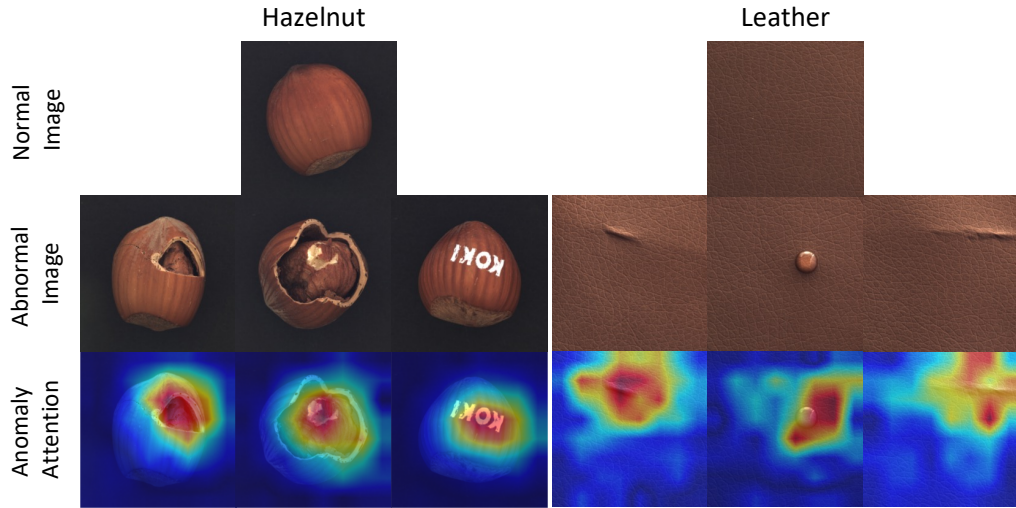 Hazelnut
Leather
Normal
Image
Abnormal
Image
KOKI
Anomaly
Attention
KOKI